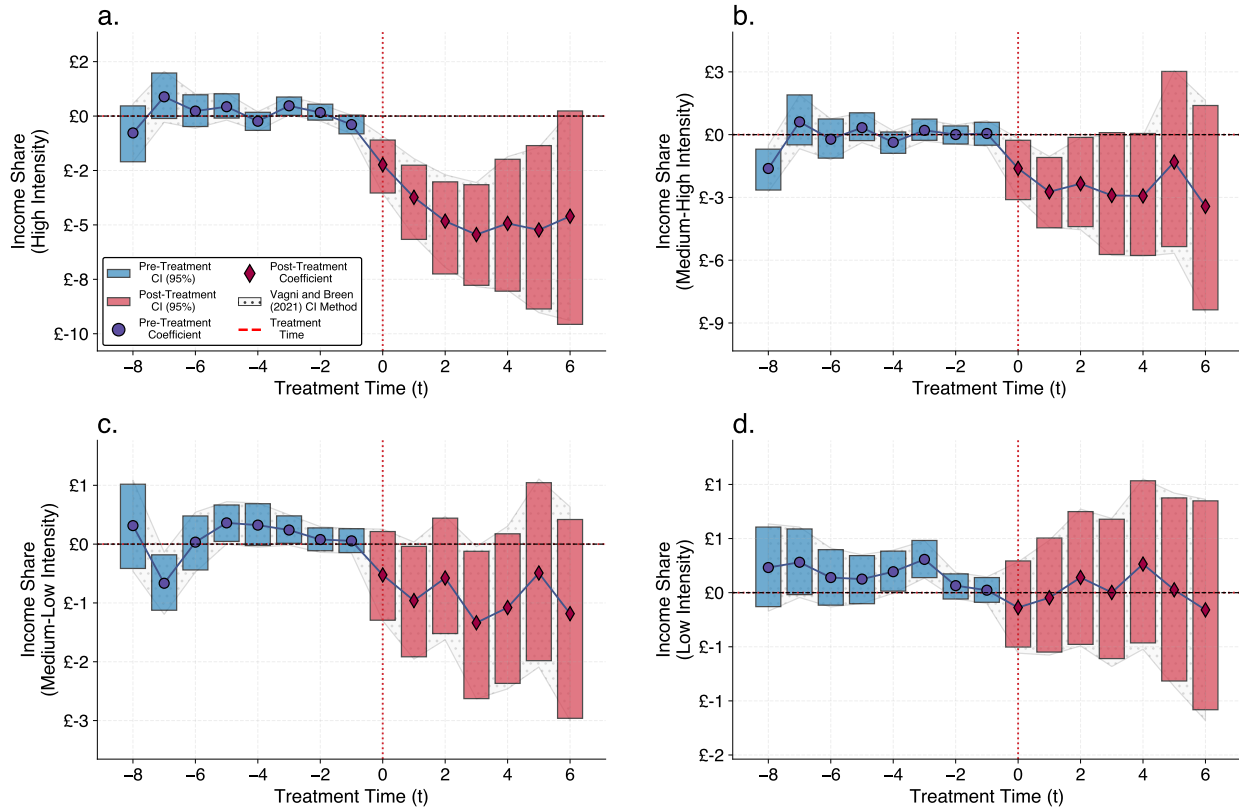 a.
£2
£0
£-2
£-5
£-8
£-10
Income Share
(High Intensity)
Pre-Treatment
CI (95%)
Post-Treatment
CI (95%)
Pre-Treatment
Coefficient
Post-Treatment
Coefficient
Vagni and Breen
(2021) CI Method
Treatment
Time
−8 −6 −4 −2 0 2 4 6
Treatment Time (t)
b.
£3
£0
£-3
£-6
£-9
Income Share
(Medium-High Intensity)
−8 −6 −4 −2 0 2 4 6
Treatment Time (t)
c.
£1
£0
£-1
£-2
£-3
Income Share
(Medium-Low Intensity)
−8 −6 −4 −2 0 2 4 6
Treatment Time (t)
d.
£1
£1
£0
£-1
£-1
£-2
Income Share
(Low Intensity)
−8 −6 −4 −2 0 2 4 6
Treatment Time (t)